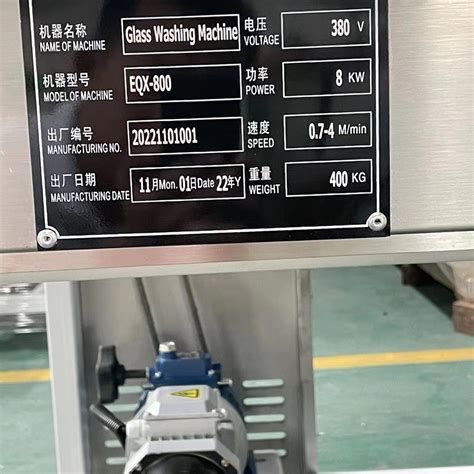 机器名称 Glass Washing Machine 电压 380 V
NAME OF MACHINE VOLTAGE
机器型号 EQX-800 功率 8 KW
MODEL OF MACHINE POWER
出厂编号 20221101001 速度 0.7-4 M/min
MANUFACTURING NO. SPEED
出厂日期 11月Mon. 01日Date 22年Y 重量 400 KG
MANUFACTURING DATE WEIGHT